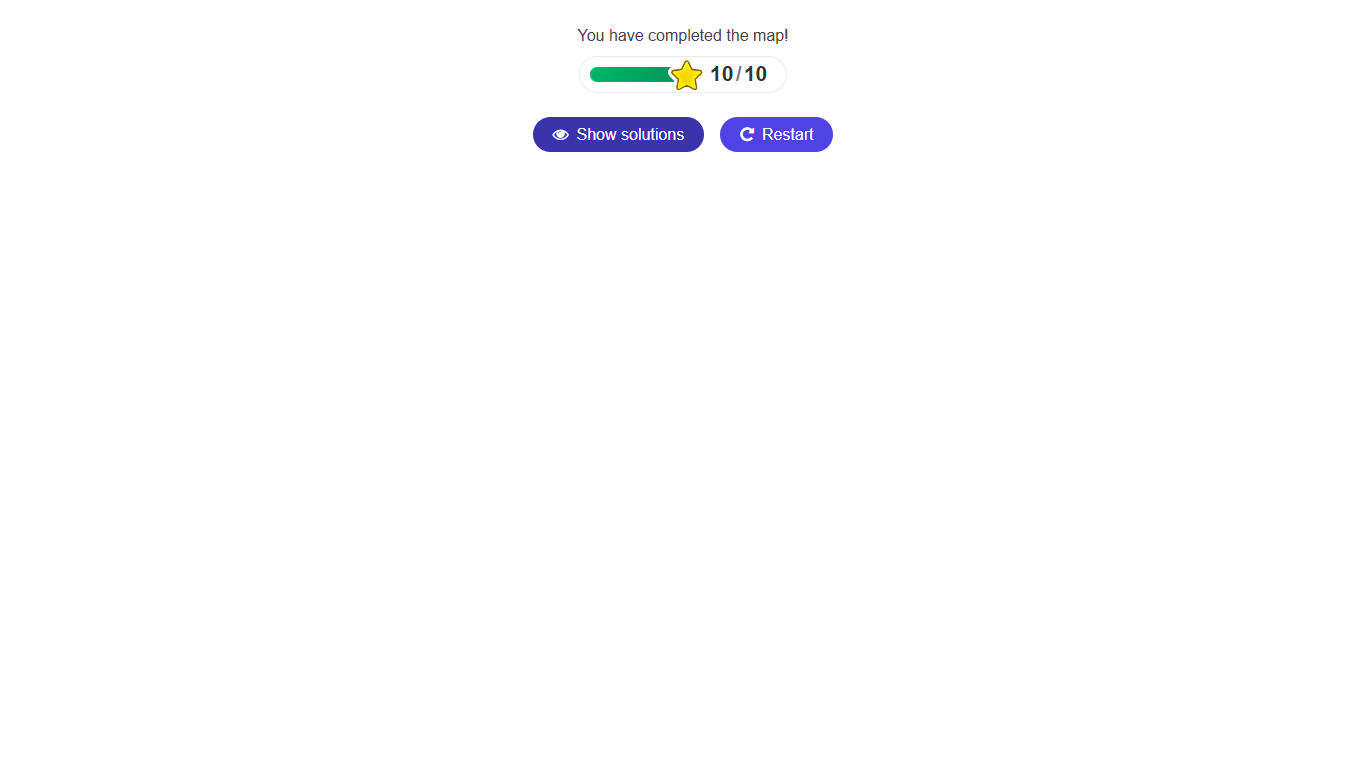 You have completed the map!
10/10
Show solutions
Restart